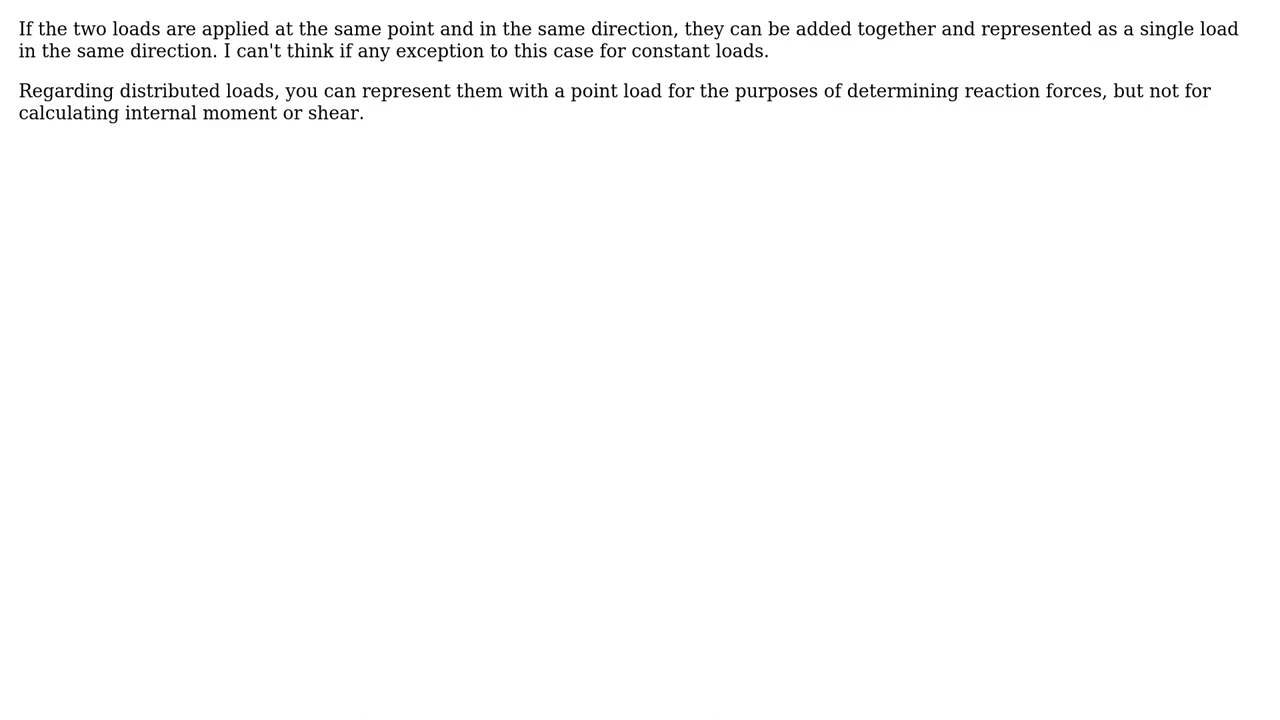 If the two loads are applied at the same point and in the same direction, they can be added together and represented as a single load
in the same direction. I can't think if any exception to this case for constant loads.
Regarding distributed loads, you can represent them with a point load for the purposes of determining reaction forces, but not for
calculating internal moment or shear.